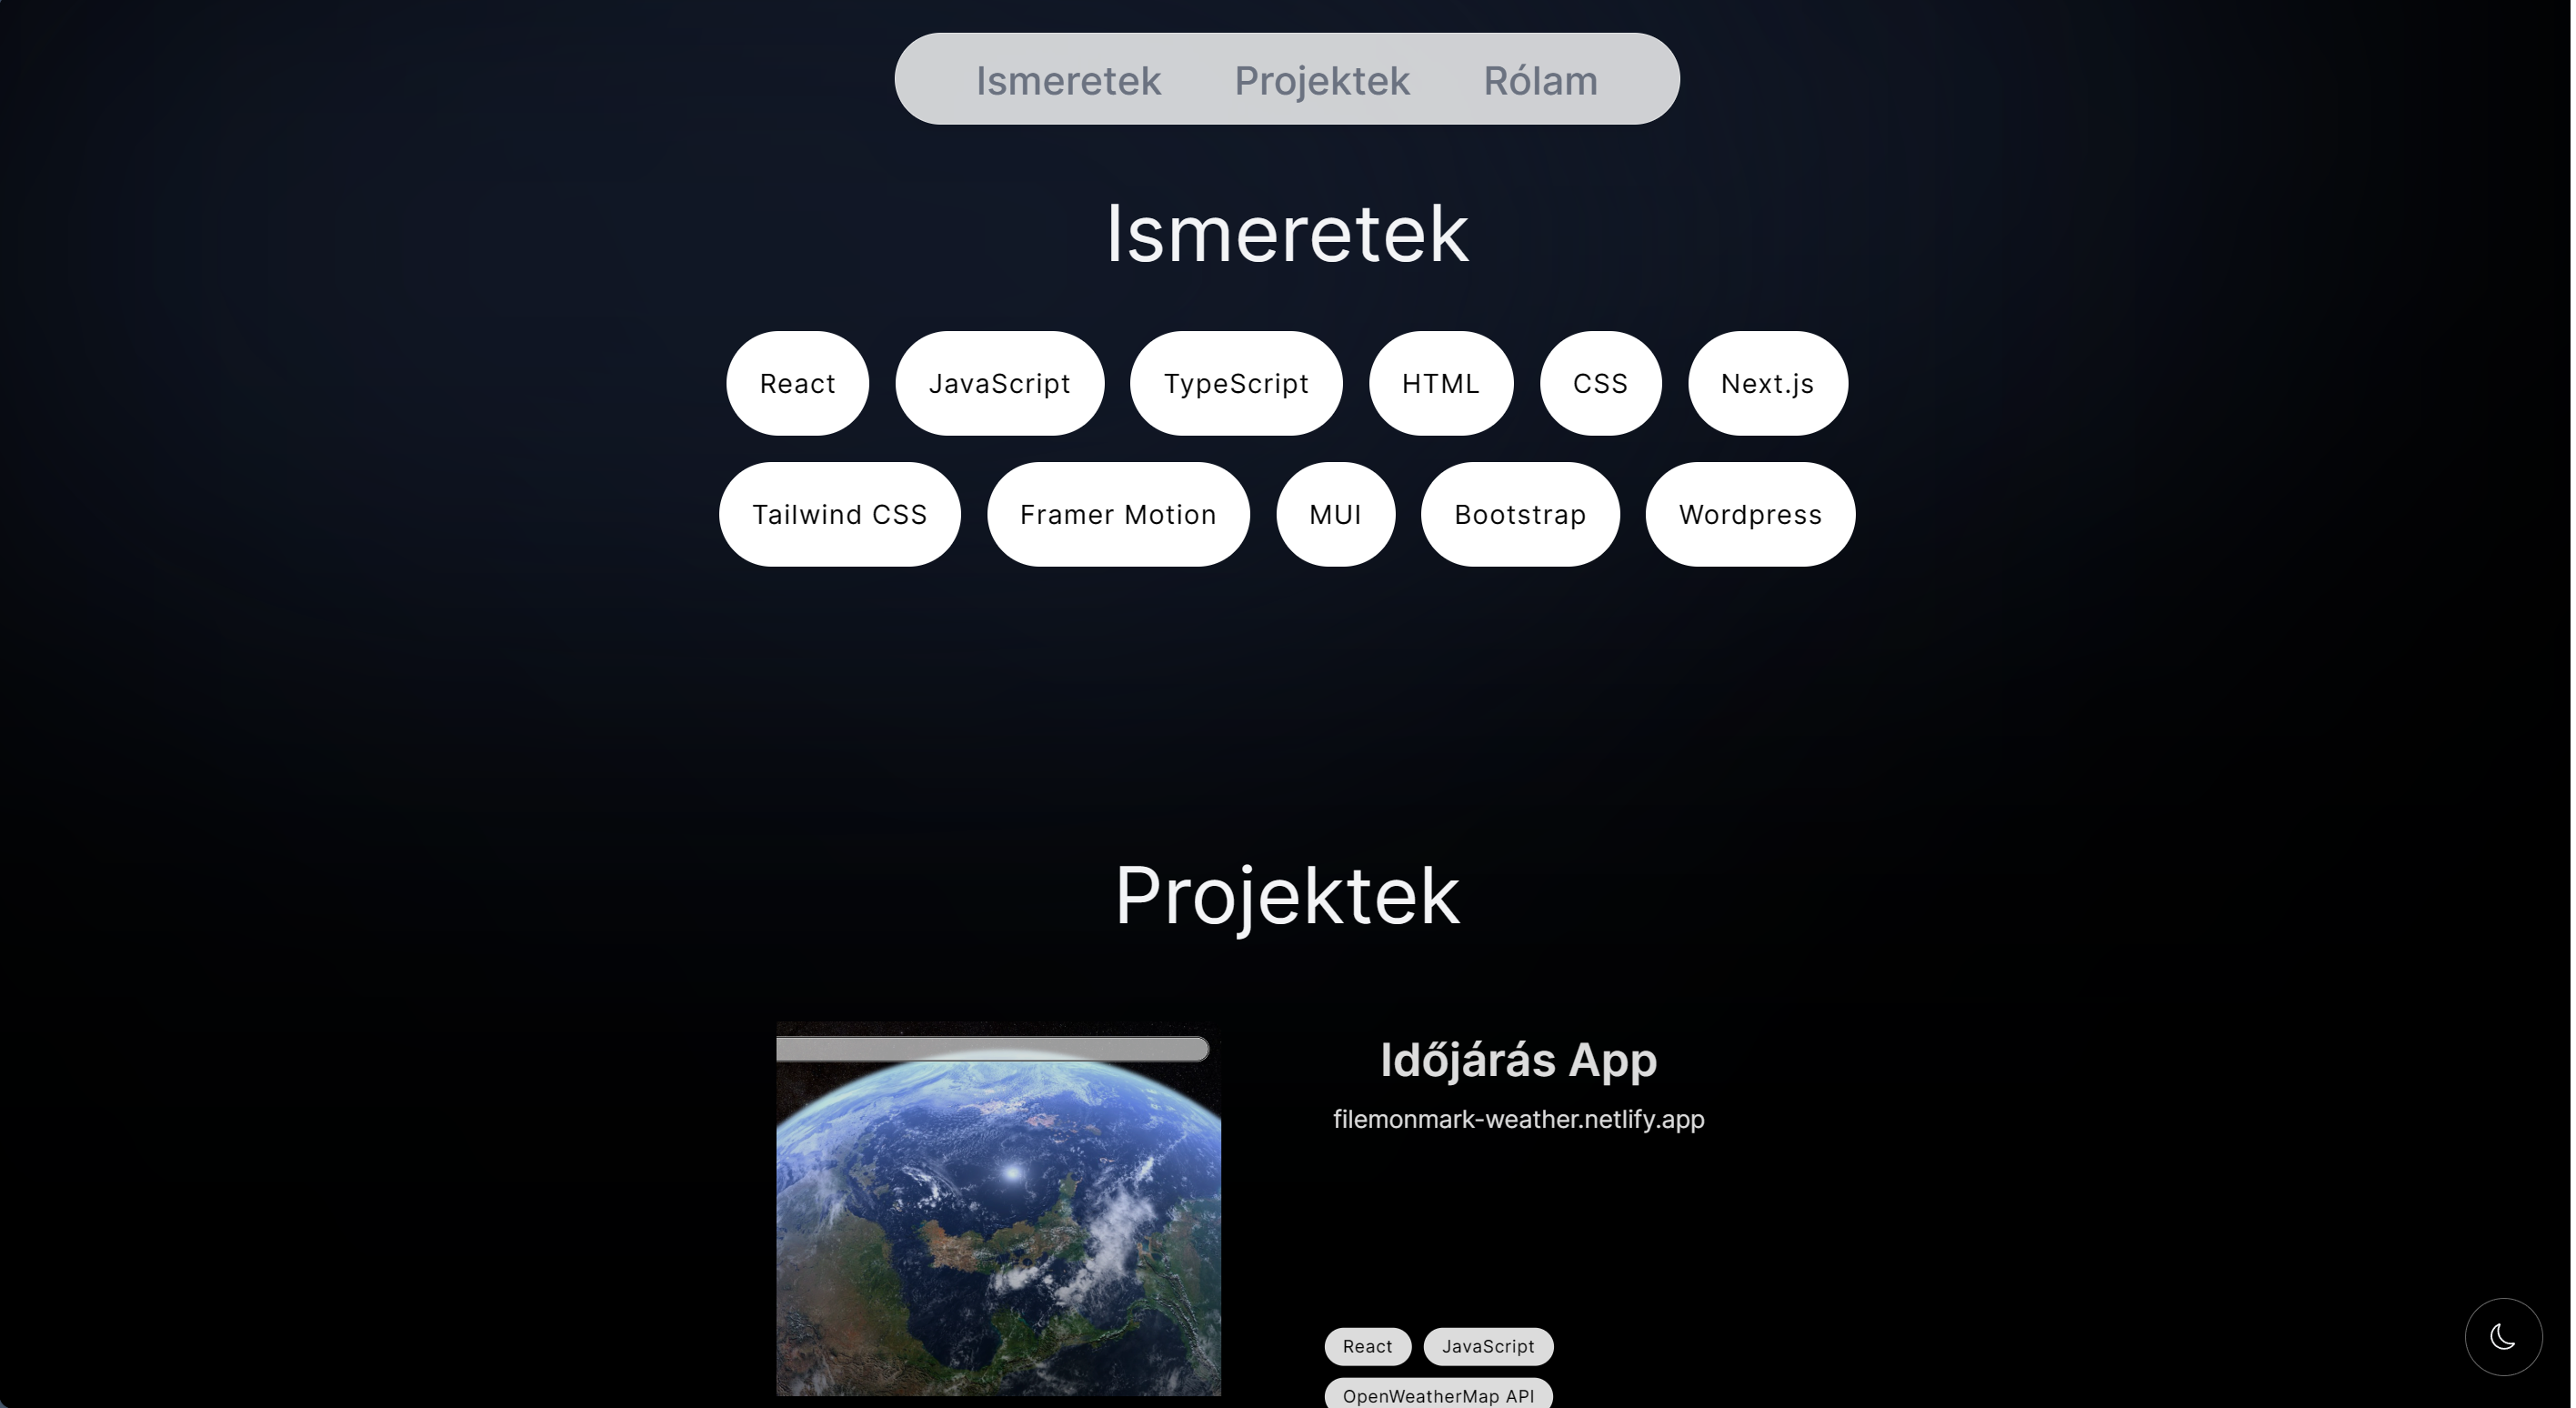 Ismeretek Projektek Rólam
Ismeretek
React JavaScript TypeScript HTML CSS Next.js
Tailwind CSS Framer Motion MUI Bootstrap Wordpress
Projektek
Időjárás App
filemonmark-weather.netlify.app
React JavaScript
OpenWeatherMap API